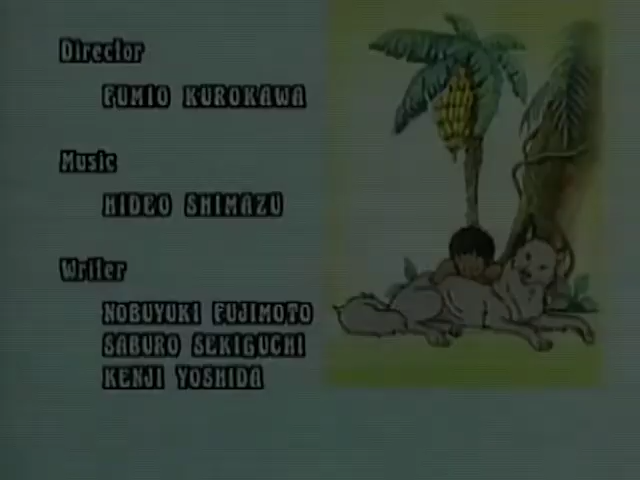 Director
FUMIO KUROKAWA
Music
HIDEO SHIMAZU
Writer
NOBUYUKI FUJIMOTO
SABURO SEKIGUCHI
KENJI YOSHIDA